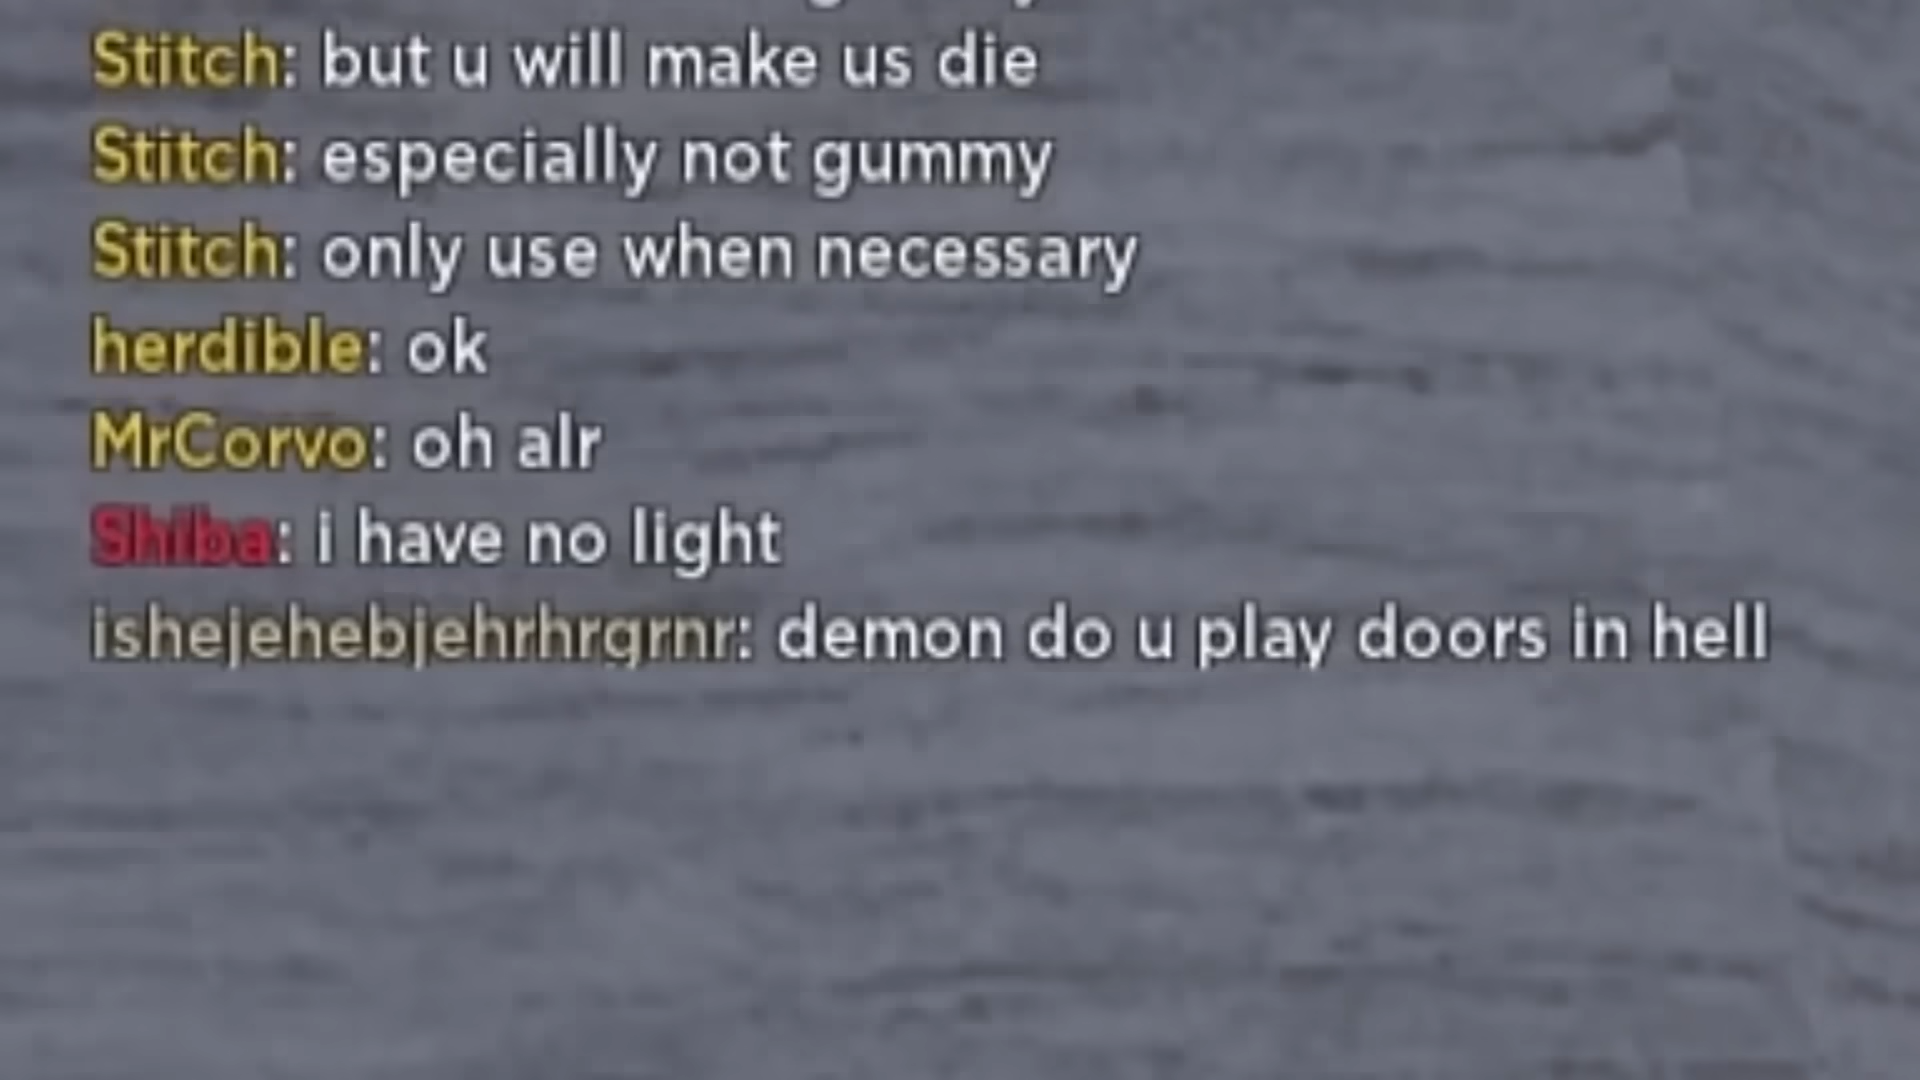 Stitch: but u will make us die
Stitch: especially not gummy
Stitch: only use when necessary
herdible: ok
MrCorvo: oh alr
Shiba: i have no light
ishejehebjehrhrgrnr: demon do u play doors in hell